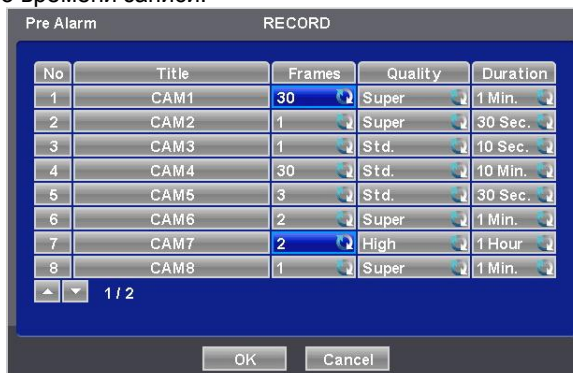 о времени записи.
Pre Alarm RECORD
No Title Frames Quality Duration
1 CAM1 30 Super 1 Min.
2 CAM2 1 Super 30 Sec.
3 CAM3 1 Std. 10 Sec.
4 CAM4 30 Std. 10 Min.
5 CAM5 3 Std. 30 Sec.
6 CAM6 2 Super 1 Min.
7 CAM7 2 High 1 Hour
8 CAM8 1 Super 1 Min.
1 / 2
OK Cancel